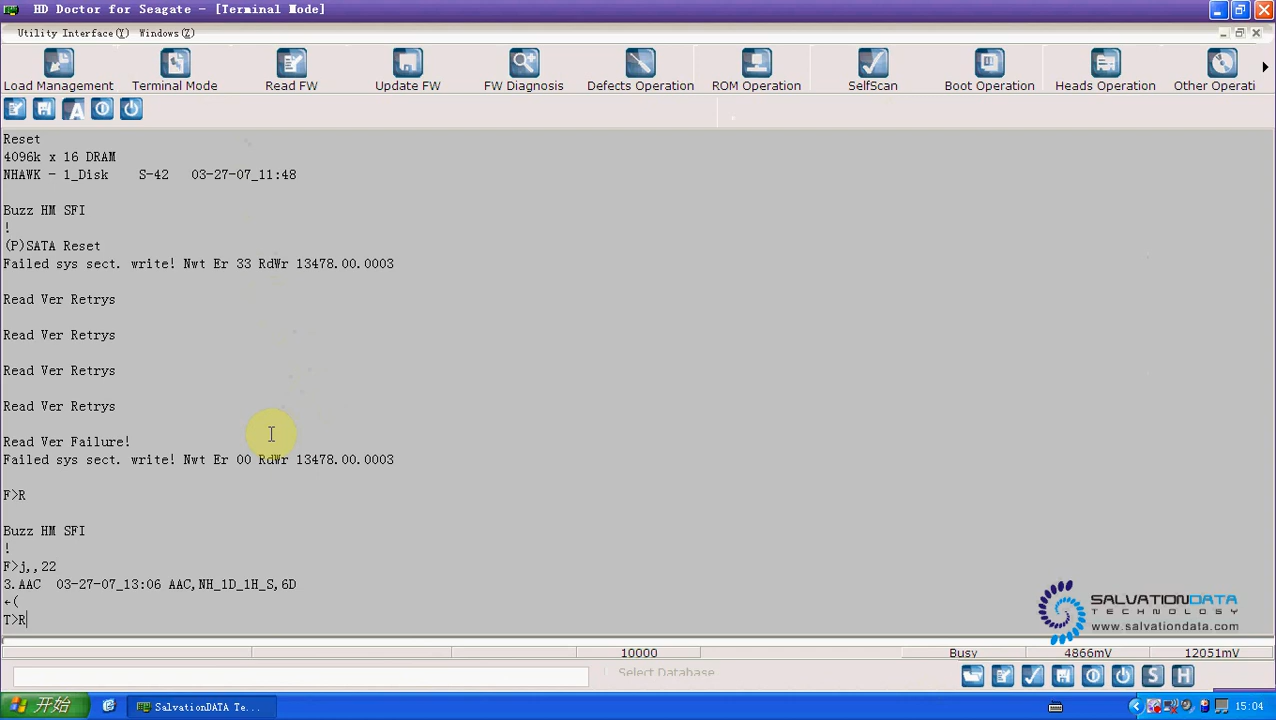 HD Doctor for Seagate - [Terminal Mode]
Utility Interface(Y) Windows(Z)
Load Management Terminal Mode Read FW Update FW FW Diagnosis Defects Operation ROM Operation SelfScan Boot Operation Heads Operation Other Operati
A
Reset
4096k x 16 DRAM
NHAWK - 1_Disk S-42 03-27-07_11:48
Buzz HM SFI
!
(P)SATA Reset
Failed sys sect. write! Nwt Er 33 RdWr 13478.00.0003
Read Ver Retrys
Read Ver Retrys
Read Ver Retrys
Read Ver Retrys
Read Ver Failure!
Failed sys sect. write! Nwt Er 00 RdWr 13478.00.0003
F>R
Buzz HM SFI
!
F>j,,22
3.AAC 03-27-07_13:06 AAC,NH_1D_1H_S,6D
←(
T>R
SALVATIONDATA
TECHNOLOGY
www.salvationdata.com
10000 Busy 4866mV 12051mV
Select Database
S H
开始 SalvationDATA Te... 15:04